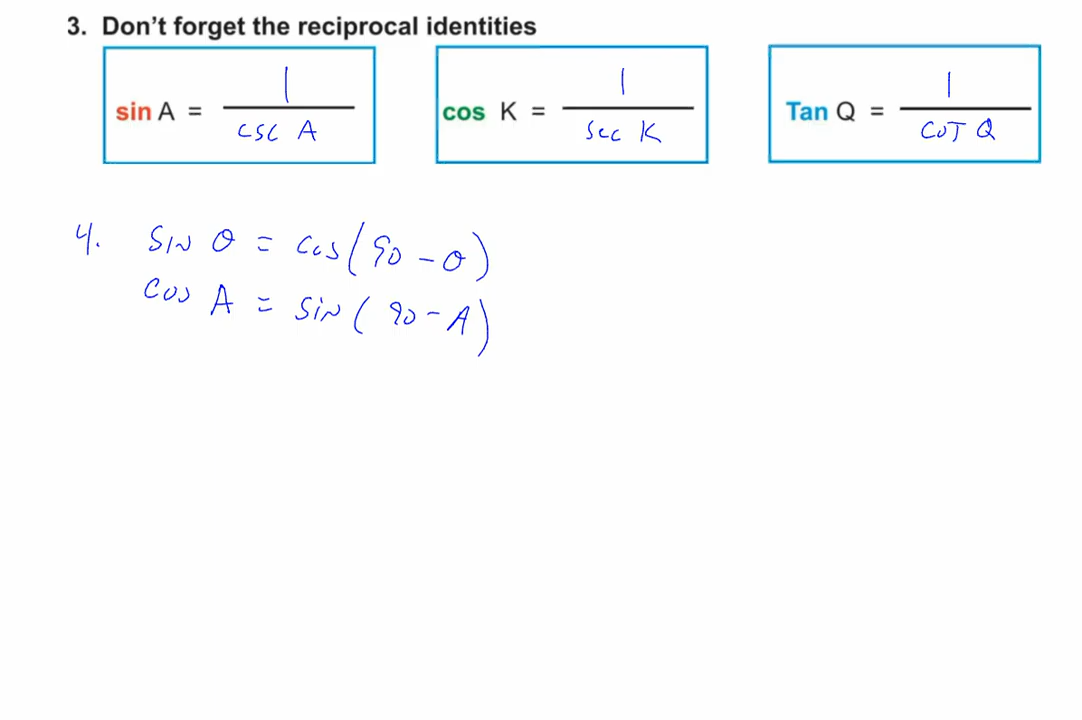 3. Don't forget the reciprocal identities
sin A = 1 / csc A
cos K = 1 / sec K
Tan Q = 1 / COT Q
4. SIN θ = cos(90 - θ)
cos A = SiN (90 - A)